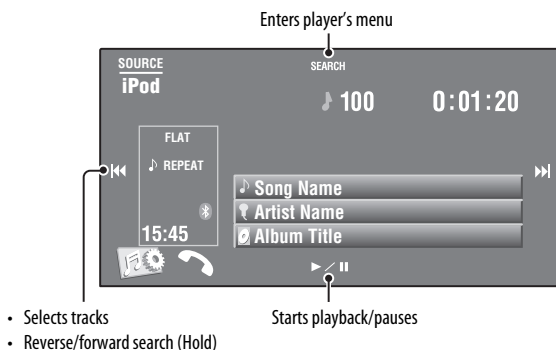 Enters player's menu
SOURCE
iPod
SEARCH
100
0:01:20
FLAT
REPEAT
Song Name
Artist Name
Album Title
15:45
• Selects tracks
• Reverse/forward search (Hold)
Starts playback/pauses